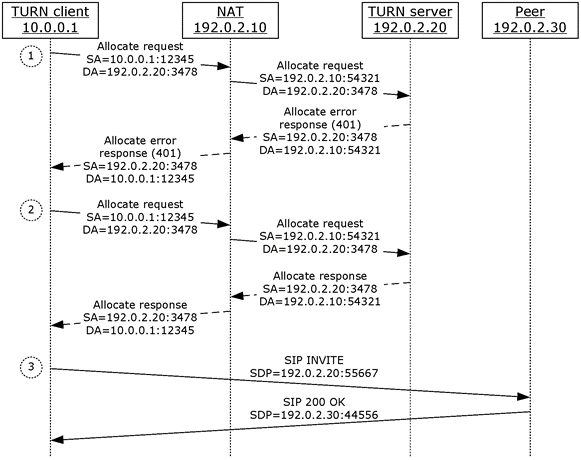 TURN client
10.0.0.1
NAT
192.0.2.10
TURN server
192.0.2.20
Peer
192.0.2.30
1
Allocate request
SA=10.0.0.1:12345
DA=192.0.2.20:3478
Allocate request
SA=192.0.2.10:54321
DA=192.0.2.20:3478
Allocate error
response (401)
SA=192.0.2.20:3478
DA=192.0.2.10:54321
Allocate error
response (401)
SA=192.0.2.20:3478
DA=10.0.0.1:12345
2
Allocate request
SA=10.0.0.1:12345
DA=192.0.2.20:3478
Allocate request
SA=192.0.2.10:54321
DA=192.0.2.20:3478
Allocate response
SA=192.0.2.20:3478
DA=192.0.2.10:54321
Allocate response
SA=192.0.2.20:3478
DA=10.0.0.1:12345
3
SIP INVITE
SDP=192.0.2.20:55667
SIP 200 OK
SDP=192.0.2.30:44556